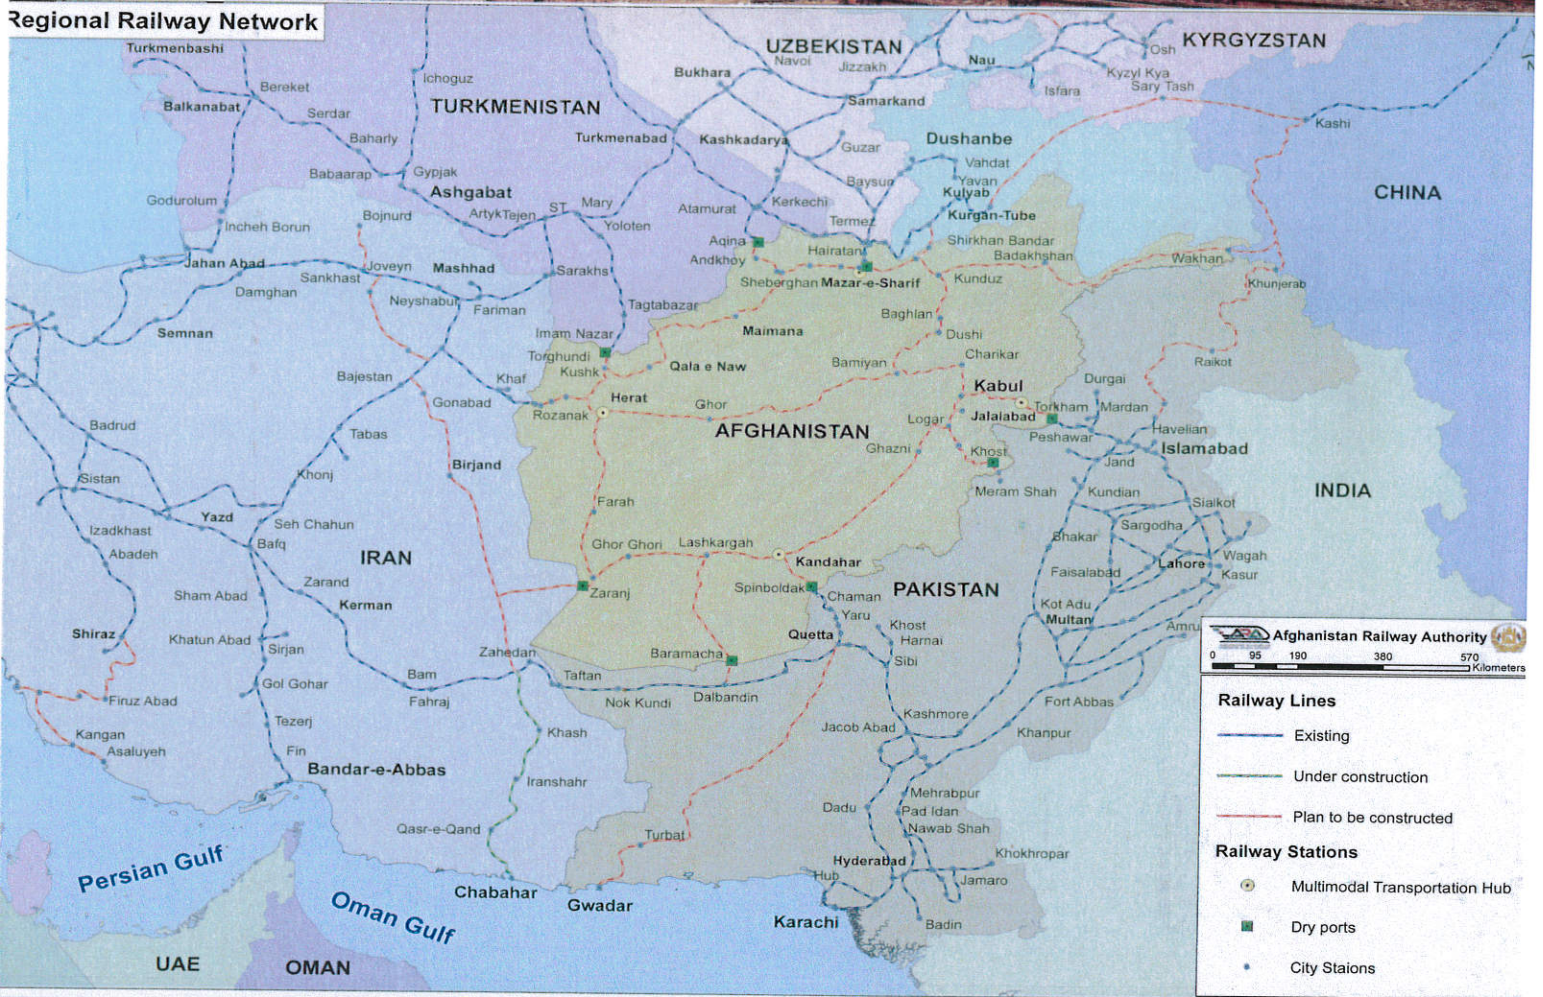 Regional Railway Network
UZBEKISTAN
KYRGYZSTAN
Turkmenbashi
Osh
Navoi
Jizzakh
Nau
Bukhara
Kyzyl Kya
Ichoguz
Bereket
Isfara
Sary Tash
Balkanabat
TURKMENISTAN
Samarkand
Serdar
Kashi
Baharly
Turkmenabad
Kashkadarya
Dushanbe
Guzar
Vahdat
Babaarap
Gypjak
Ashgabat
Baysun
Yavan
Kulyab
CHINA
Godurolum
Bojnurd
Artyk
Tejen
ST
Mary
Atamurat
Kerkechi
Kurgan-Tube
Incheh Borun
Yoloten
Termez
Aqina
Hairatan
Shirkhan Bandar
Jahan Abad
Joveyn
Mashhad
Sarakhs
Andkhoy
Badakhshan
Wakhan
Sankhast
Sheberghan
Mazar-e-Sharif
Kunduz
Khunjerab
Damghan
Neyshabur
Fariman
Tagtabazar
Baghlan
Semnan
Imam Nazar
Maimana
Dushi
Torghundi
Charikar
Raikot
Kushk
Qala e Naw
Bamiyan
Bajestan
Khaf
Kabul
Durgai
Gonabad
Herat
Ghor
Torkham
Mardan
Rozanak
Logar
Jalalabad
Badrud
Tabas
AFGHANISTAN
Peshawar
Havelian
Ghazni
Khost
Islamabad
Birjand
Jand
Sistan
Khonj
Meram Shah
Kundian
INDIA
Farah
Sialkot
Yazd
Seh Chahun
Sargodha
Izadkhast
Bafq
Ghor Ghori
Lashkargah
Bhakar
Abadeh
IRAN
Kandahar
Lahore
Wagah
Faisalabad
Kasur
Zarand
Zaranj
Spinboldak
PAKISTAN
Sham Abad
Kerman
Chaman
Kot Adu
Yaru
Multan
Shiraz
Khatun Abad
Quetta
Khost
Amru
Harnai
Sirjan
Zahedan
Baramacha
Sibi
Bam
Taftan
Gol Gohar
Firuz Abad
Fahraj
Nok Kundi
Dalbandin
Fort Abbas
Tezerj
Kashmore
Kangan
Khash
Jacob Abad
Khanpur
Asaluyeh
Fin
Bandar-e-Abbas
Iranshahr
Mehrabpur
Dadu
Pad Idan
Qasr-e-Qand
Turbat
Nawab Shah
Persian Gulf
Hyderabad
Khokhropar
Hub
Jamaro
Chabahar
Gwadar
Oman Gulf
Karachi
Badin
UAE
OMAN
ARA
Afghanistan Railway Authority
0 95 190 380 570
Kilometers
Railway Lines
Existing
Under construction
Plan to be constructed
Railway Stations
Multimodal Transportation Hub
Dry ports
City Staions